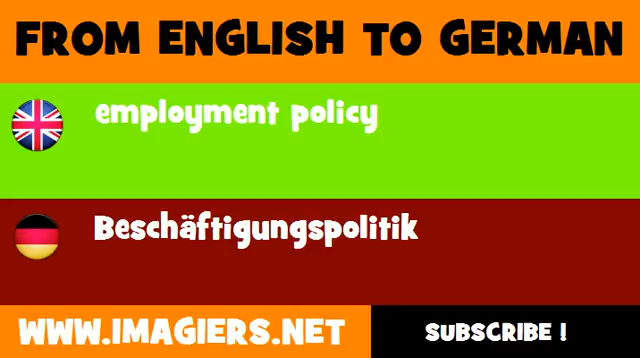 FROM ENGLISH TO GERMAN
employment policy
Beschäftigungspolitik
WWW.IMAGIERS.NET
SUBSCRIBE !